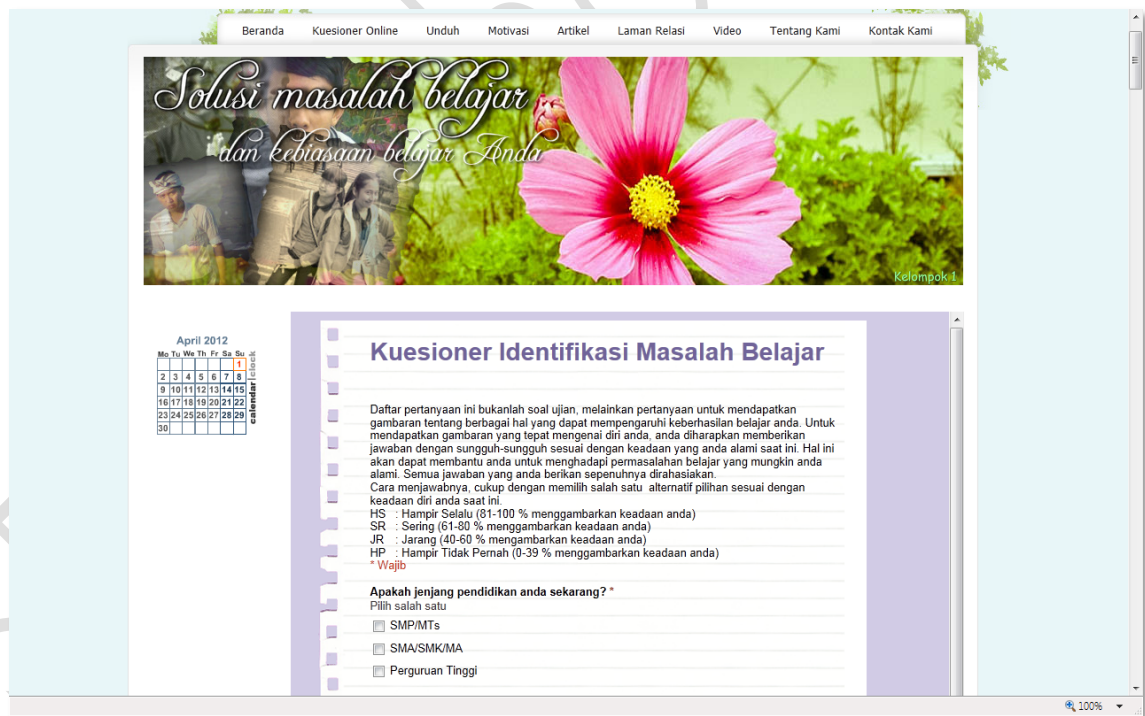 Beranda Kuesioner Online Unduh Motivasi Artikel Laman Relasi Video Tentang Kami Kontak Kami
Solusi masalah belajar
dan kebiasaan belajar Anda
Kelompok 1
April 2012
Mo Tu We Th Fr Sa Su
1
2 3 4 5 6 7 8
9 10 11 12 13 14 15
16 17 18 19 20 21 22
23 24 25 26 27 28 29
30
calendar|clock
Kuesioner Identifikasi Masalah Belajar
Daftar pertanyaan ini bukanlah soal ujian, melainkan pertanyaan untuk mendapatkan
gambaran tentang berbagai hal yang dapat mempengaruhi keberhasilan belajar anda. Untuk
mendapatkan gambaran yang tepat mengenai diri anda, anda diharapkan memberikan
jawaban dengan sungguh-sungguh sesuai dengan keadaan yang anda alami saat ini. Hal ini
akan dapat membantu anda untuk menghadapi permasalahan belajar yang mungkin anda
alami. Semua jawaban yang anda berikan sepenuhnya dirahasiakan.
Cara menjawabnya, cukup dengan memilih salah satu alternatif pilihan sesuai dengan
keadaan diri anda saat ini.
HS : Hampir Selalu (81-100 % menggambarkan keadaan anda)
SR : Sering (61-80 % menggambarkan keadaan anda)
JR : Jarang (40-60 % mengambarkan keadaan anda)
HP : Hampir Tidak Pernah (0-39 % menggambarkan keadaan anda)
* Wajib
Apakah jenjang pendidikan anda sekarang? *
Pilih salah satu
SMP/MTs
SMA/SMK/MA
Perguruan Tinggi
100%